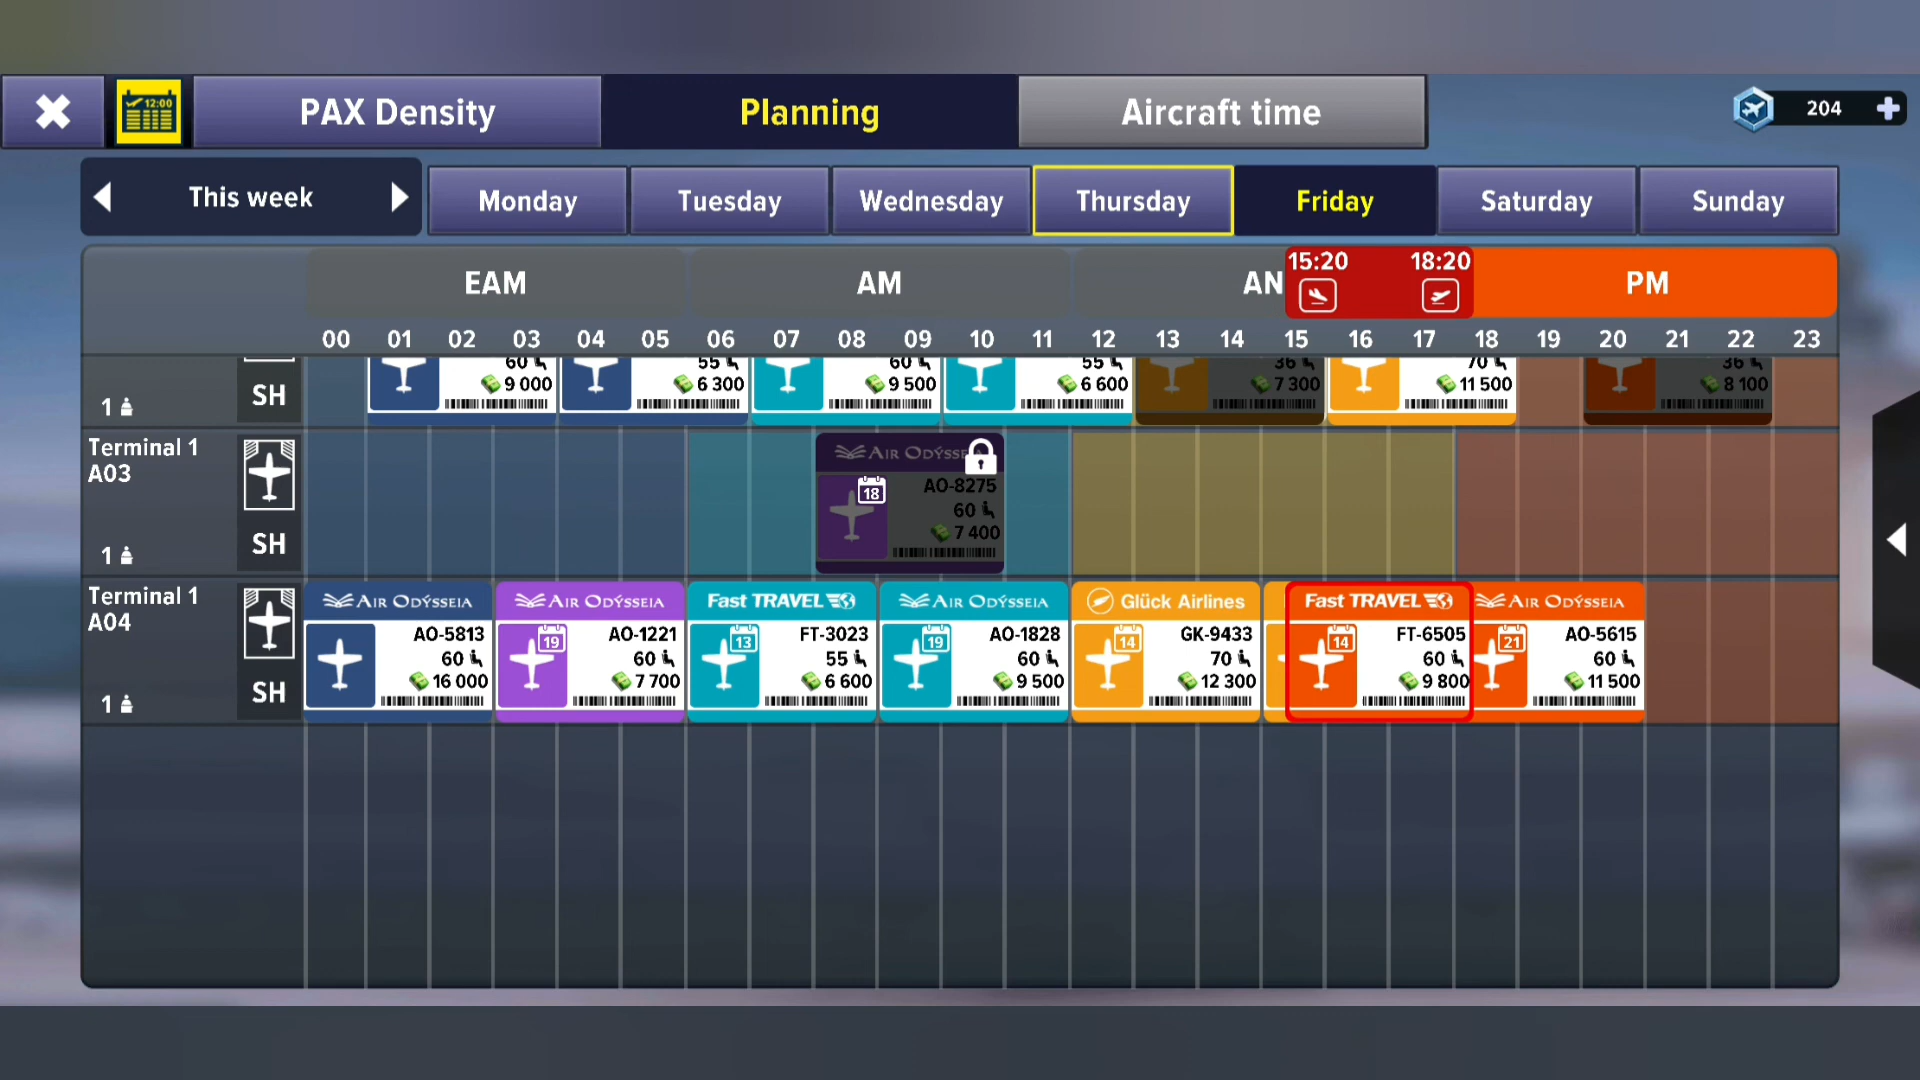 12:00
PAX Density
Planning
Aircraft time
204
This week
Monday
Tuesday
Wednesday
Thursday
Friday
Saturday
Sunday
EAM
AM
AN
15:20
18:20
PM
00 01 02 03 04 05 06 07 08 09 10 11 12 13 14 15 16 17 18 19 20 21 22 23
1
SH
60
9 000
55
6 300
60
9 500
55
6 600
36
7 300
70
11 500
36
8 100
Terminal 1
A03
1
SH
AIR ODÝSSE
18
AO-8275
60
7 400
Terminal 1
A04
1
SH
AIR ODÝSSEIA
AO-5813
60
16 000
AIR ODÝSSEIA
19
AO-1221
60
7 700
Fast TRAVEL
13
FT-3023
55
6 600
AIR ODÝSSEIA
19
AO-1828
60
9 500
Glück Airlines
14
GK-9433
70
12 300
Fast TRAVEL
14
FT-6505
60
9 800
AIR ODÝSSEIA
21
AO-5615
60
11 500